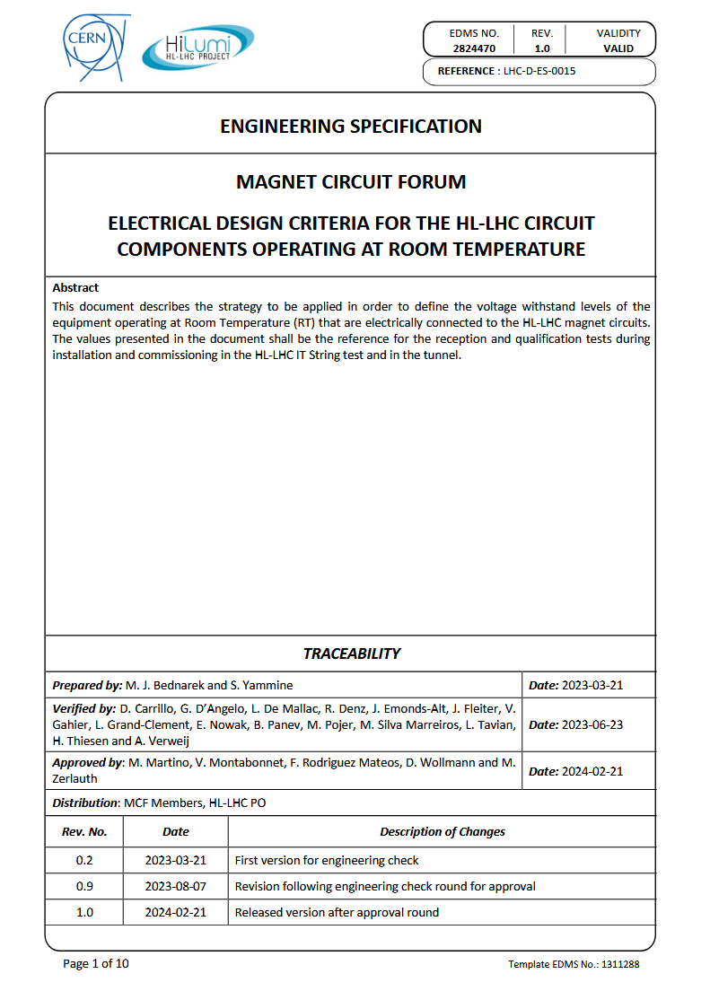 CERN
HiLumi
HL-LHC PROJECT
EDMS NO. REV. VALIDITY
2824470 1.0 VALID
REFERENCE : LHC-D-ES-0015
ENGINEERING SPECIFICATION
MAGNET CIRCUIT FORUM
ELECTRICAL DESIGN CRITERIA FOR THE HL-LHC CIRCUIT
COMPONENTS OPERATING AT ROOM TEMPERATURE
Abstract
This document describes the strategy to be applied in order to define the voltage withstand levels of the
equipment operating at Room Temperature (RT) that are electrically connected to the HL-LHC magnet circuits.
The values presented in the document shall be the reference for the reception and qualification tests during
installation and commissioning in the HL-LHC IT String test and in the tunnel.
TRACEABILITY
Prepared by: M. J. Bednarek and S. Yammine Date: 2023-03-21
Verified by: D. Carrillo, G. D’Angelo, L. De Mallac, R. Denz, J. Emonds-Alt, J. Fleiter, V.
Gahier, L. Grand-Clement, E. Nowak, B. Panev, M. Pojer, M. Silva Marreiros, L. Tavian, Date: 2023-06-23
H. Thiesen and A. Verweij
Approved by: M. Martino, V. Montabonnet, F. Rodriguez Mateos, D. Wollmann and M. Date: 2024-02-21
Zerlauth
Distribution: MCF Members, HL-LHC PO
Rev. No. Date Description of Changes
0.2 2023-03-21 First version for engineering check
0.9 2023-08-07 Revision following engineering check round for approval
1.0 2024-02-21 Released version after approval round
Page 1 of 10 Template EDMS No.: 1311288